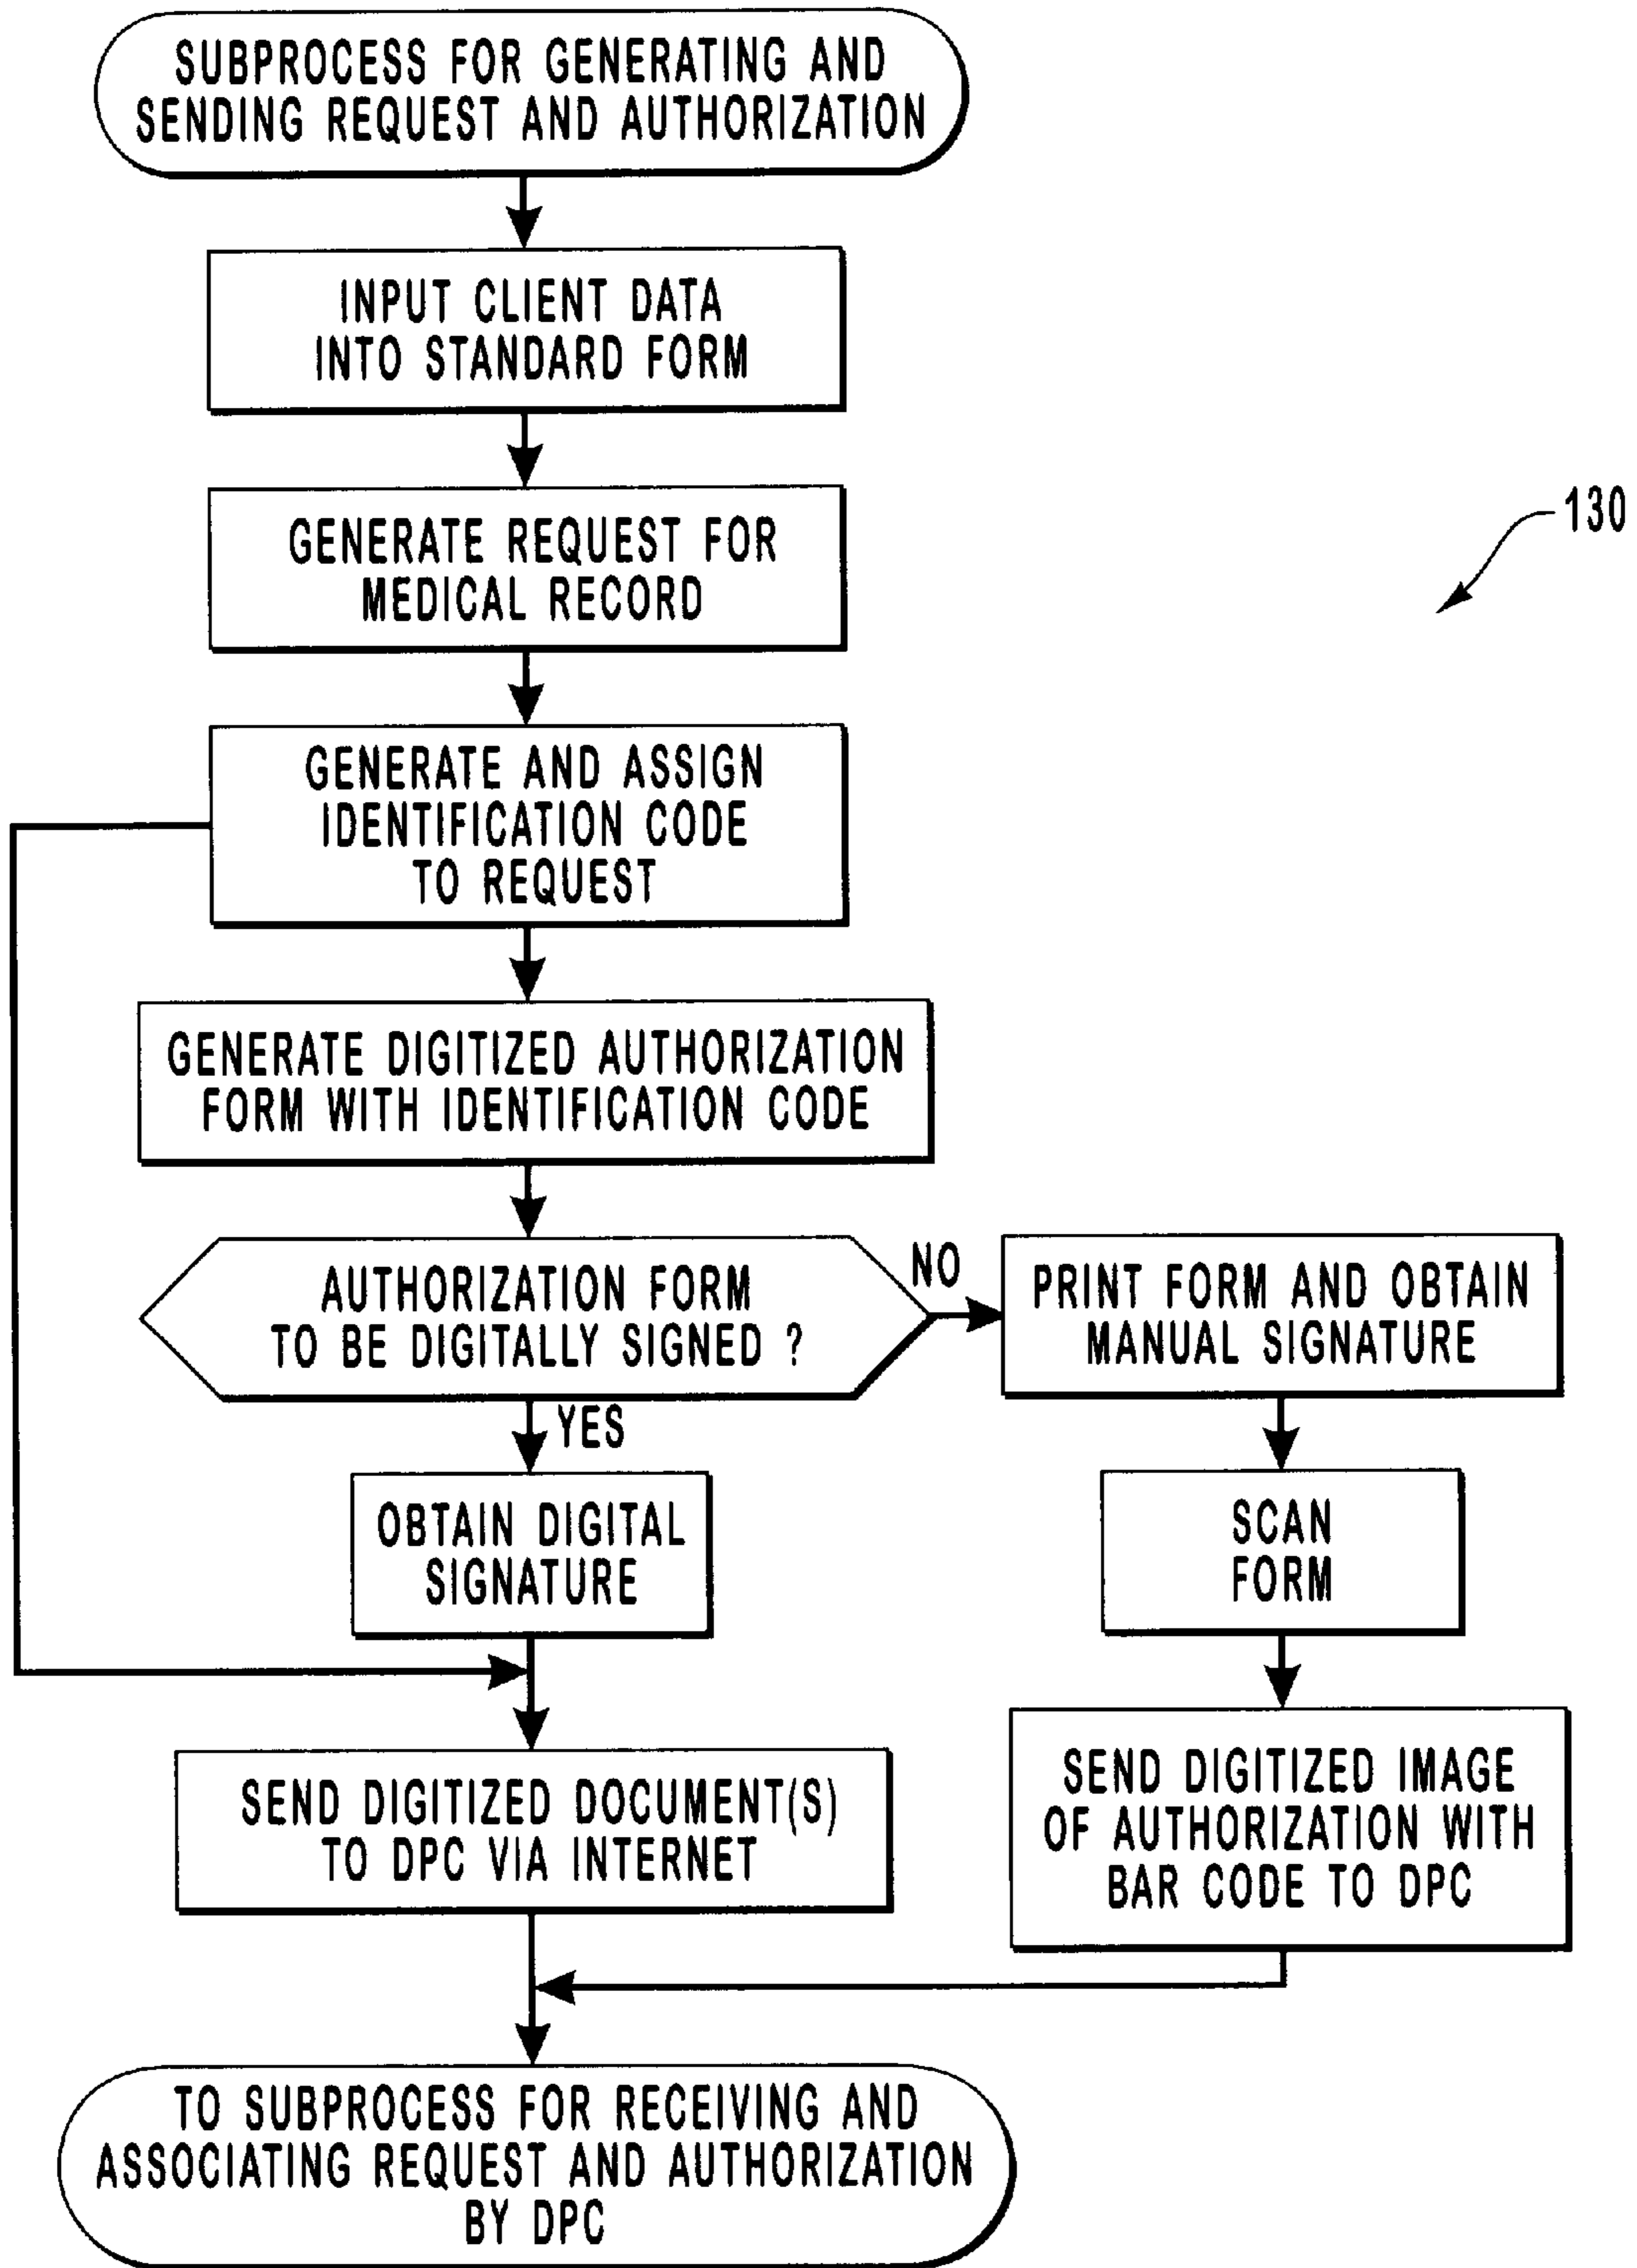 SUBPROCESS FOR GENERATING AND
SENDING REQUEST AND AUTHORIZATION
INPUT CLIENT DATA
INTO STANDARD FORM
GENERATE REQUEST FOR
MEDICAL RECORD
130
GENERATE AND ASSIGN
IDENTIFICATION CODE
TO REQUEST
GENERATE DIGITIZED AUTHORIZATION
FORM WITH IDENTIFICATION CODE
AUTHORIZATION FORM
TO BE DIGITALLY SIGNED ?
NO
PRINT FORM AND OBTAIN
MANUAL SIGNATURE
YES
OBTAIN DIGITAL
SIGNATURE
SCAN
FORM
SEND DIGITIZED DOCUMENT(S)
TO DPC VIA INTERNET
SEND DIGITIZED IMAGE
OF AUTHORIZATION WITH
BAR CODE TO DPC
TO SUBPROCESS FOR RECEIVING AND
ASSOCIATING REQUEST AND AUTHORIZATION
BY DPC